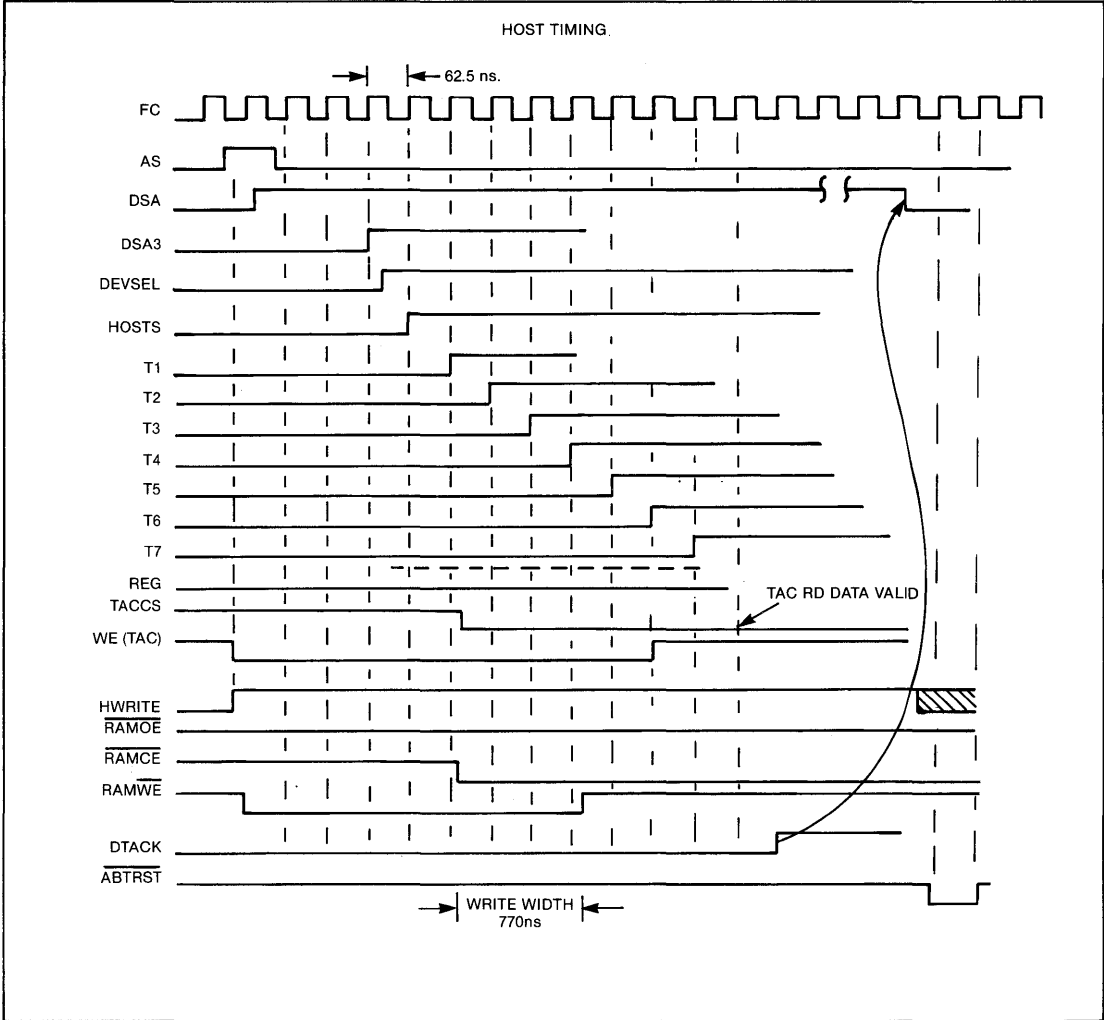 HOST TIMING.
62.5 ns.
FC
AS
DSA
DSA3
DEVSEL
HOSTS
T1
T2
T3
T4
T5
T6
T7
REG
TACCS
TAC RD DATA VALID
WE (TAC)
HWRITE
RAMOE
RAMCE
RAMWE
DTACK
ABTRST
WRITE WIDTH
770ns